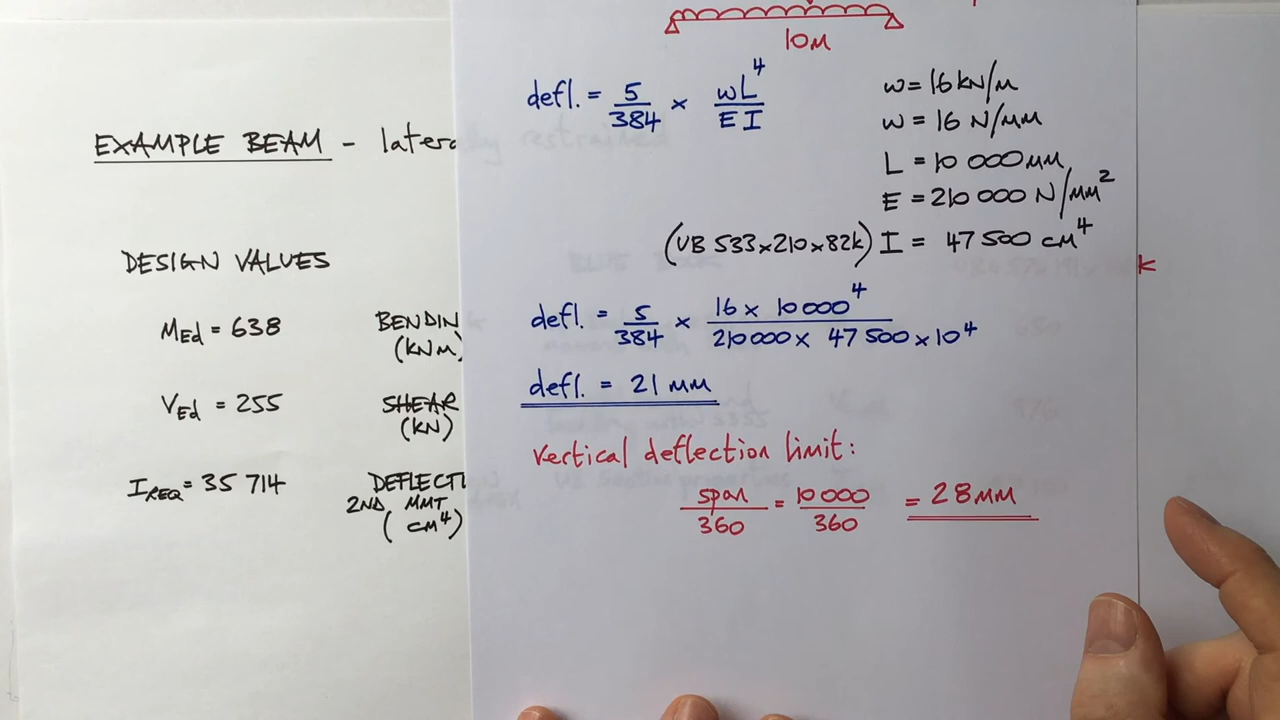 EXAMPLE BEAM - latera
DESIGN VALUES
MEd = 638
BENDIN
(KNM)
VEd = 255
SHEAR
(KN)
IREQ = 35 714
DEFLECTI
2ND MMT
(CM⁴)
10M
defl. = 5/384 × wL⁴/EI
w = 16 kN/M
w = 16 N/MM
L = 10 000 MM
E = 210 000 N/MM²
(UB 533×210×82k) I = 47 500 cm⁴
k
defl. = 5/384 × 16 × 10 000⁴/210000 × 47 500 × 10⁴
defl. = 21 MM
vertical deflection limit:
span/360 = 10 000/360 = 28 MM